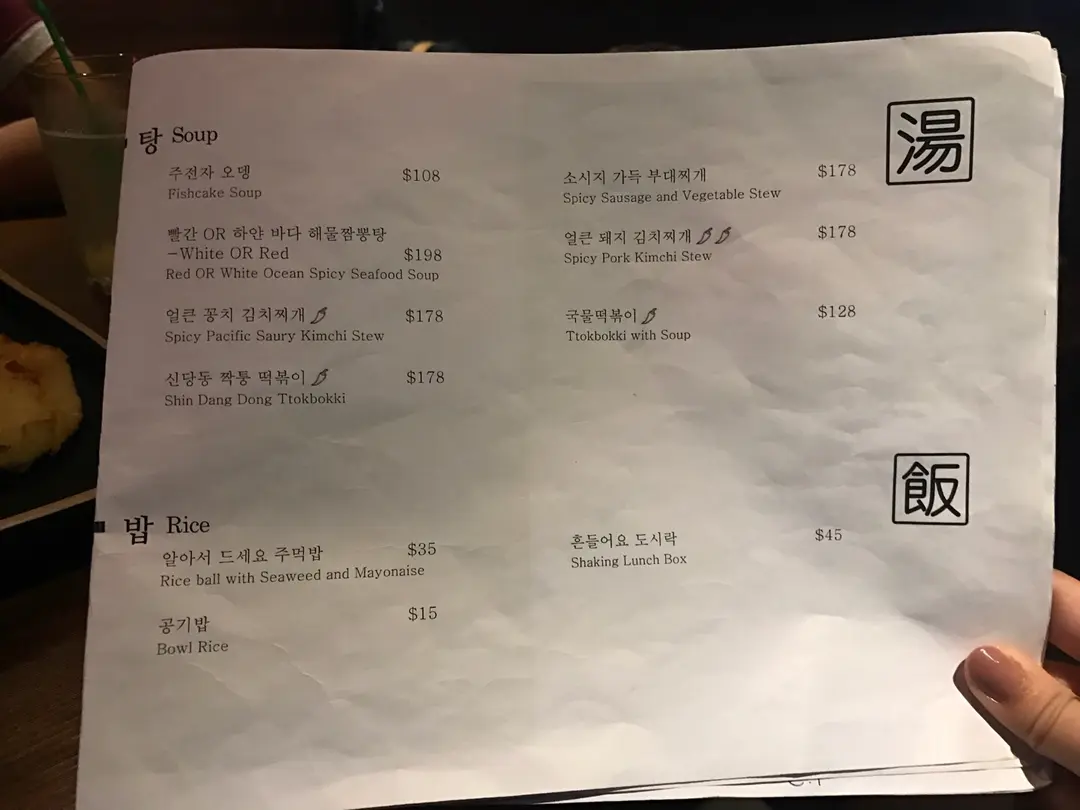 탕 Soup
湯
주전자 오뎅 $108
Fishcake Soup
빨간 OR 하얀 바다 해물짬뽕탕
-White OR Red $198
Red OR White Ocean Spicy Seafood Soup
얼큰 꽁치 김치찌개 $178
Spicy Pacific Saury Kimchi Stew
신당동 짝퉁 떡볶이 $178
Shin Dang Dong Ttokbokki
소시지 가득 부대찌개 $178
Spicy Sausage and Vegetable Stew
얼큰 돼지 김치찌개 $178
Spicy Pork Kimchi Stew
국물떡볶이 $128
Ttokbokki with Soup
밥 Rice
飯
알아서 드세요 주먹밥 $35
Rice ball with Seaweed and Mayonaise
공기밥 $15
Bowl Rice
흔들어요 도시락 $45
Shaking Lunch Box